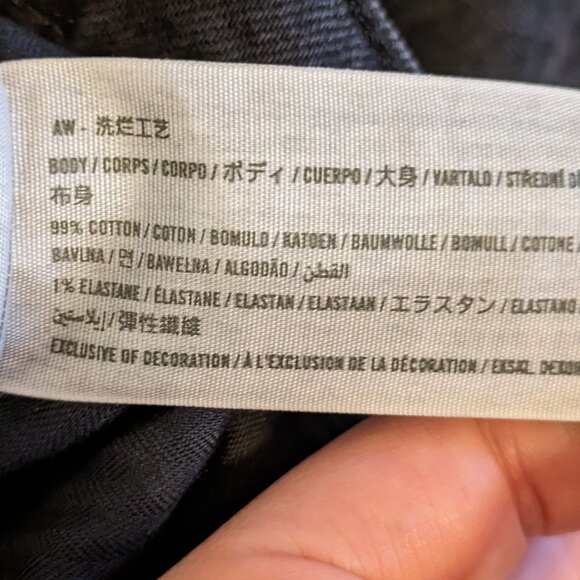 AW - 洗烂工艺
BODY / CORPS / CORPO / ボディ / CUERPO / 大身 / VARTALO / STŘEDNÍ
布身
99% COTTON / COTON / BOMULD / KATOEN / BAUMWOLLE / BOMULL / COTONE /
BAVLNA / 면 / BAWEŁNA / ALGODÃO / القطن /
1% ELASTANE / ÉLASTANE / ELASTAN / ELASTAAN / エラスタン / ELASTANO
إيلاستين / 彈性纖維
EXCLUSIVE OF DECORATION / À L'EXCLUSION DE LA DÉCORATION / EKSKL.